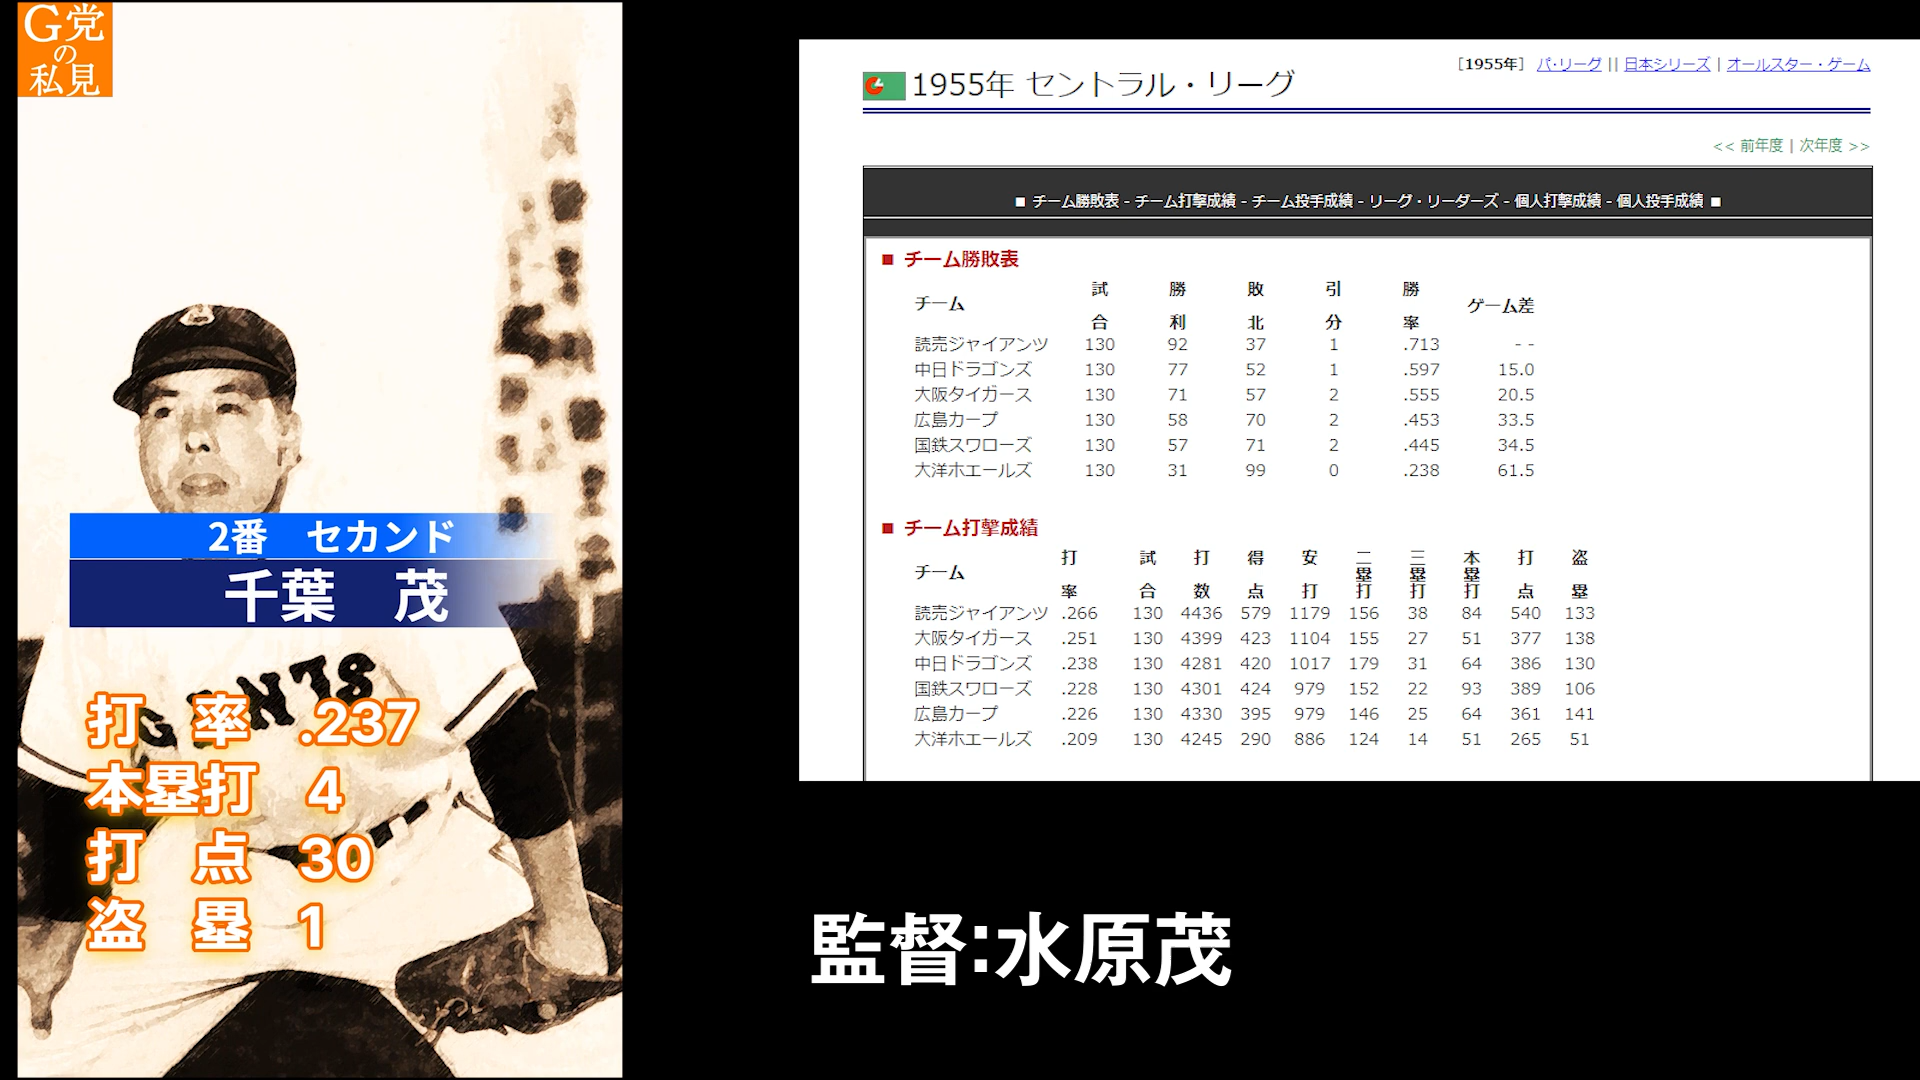 G党
の
私見
2番 セカンド
千葉 茂
GIANTS
打 率 .237
本塁打 4
打 点 30
盗 塁 1
1955年 セントラル・リーグ
[1955年] パ・リーグ || 日本シリーズ | オールスター・ゲーム
<< 前年度 | 次年度 >>
■ チーム勝敗表 - チーム打撃成績 - チーム投手成績 - リーグ・リーダーズ - 個人打撃成績 - 個人投手成績 ■
■ チーム勝敗表
チーム 試合 勝利 敗北 引分 勝率 ゲーム差
読売ジャイアンツ 130 92 37 1 .713 - -
中日ドラゴンズ 130 77 52 1 .597 15.0
大阪タイガース 130 71 57 2 .555 20.5
広島カープ 130 58 70 2 .453 33.5
国鉄スワローズ 130 57 71 2 .445 34.5
大洋ホエールズ 130 31 99 0 .238 61.5
■ チーム打撃成績
チーム 打率 試合 打数 得点 安打 二塁打 三塁打 本塁打 打点 盗塁
読売ジャイアンツ .266 130 4436 579 1179 156 38 84 540 133
大阪タイガース .251 130 4399 423 1104 155 27 51 377 138
中日ドラゴンズ .238 130 4281 420 1017 179 31 64 386 130
国鉄スワローズ .228 130 4301 424 979 152 22 93 389 106
広島カープ .226 130 4330 395 979 146 25 64 361 141
大洋ホエールズ .209 130 4245 290 886 124 14 51 265 51
監督:水原茂